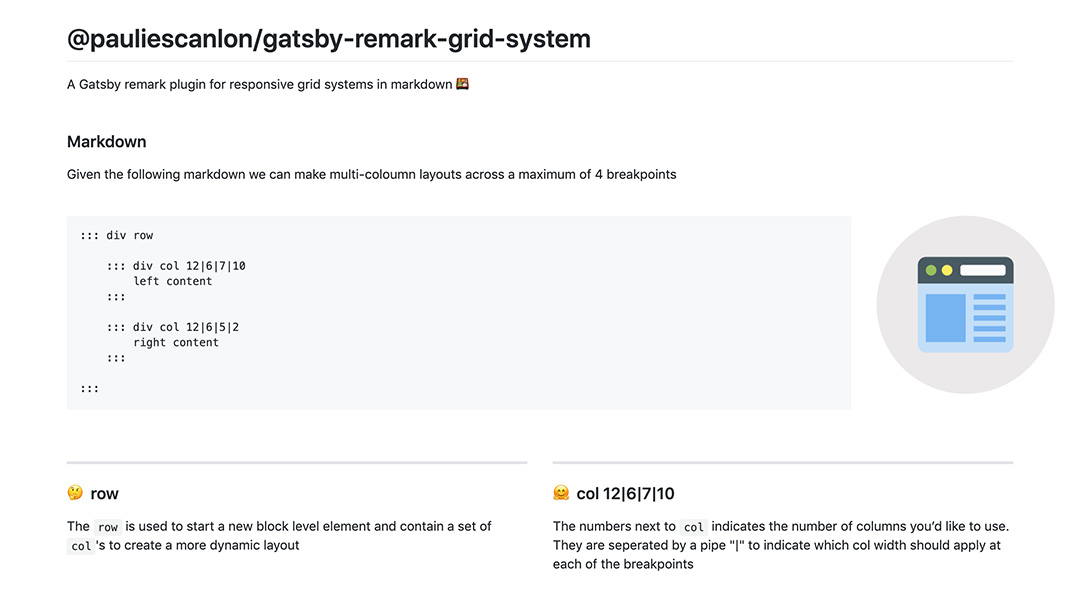 @pauliescanlon/gatsby-remark-grid-system
A Gatsby remark plugin for responsive grid systems in markdown 🍱
Markdown
Given the following markdown we can make multi-coloumn layouts across a maximum of 4 breakpoints
::: div row
::: div col 12|6|7|10
left content
:::
::: div col 12|6|5|2
right content
:::
:::
🤔 row
The row is used to start a new block level element and contain a set of
col 's to create a more dynamic layout
🤗 col 12|6|7|10
The numbers next to col indicates the number of columns you’d like to use.
They are seperated by a pipe "|" to indicate which col width should apply at
each of the breakpoints